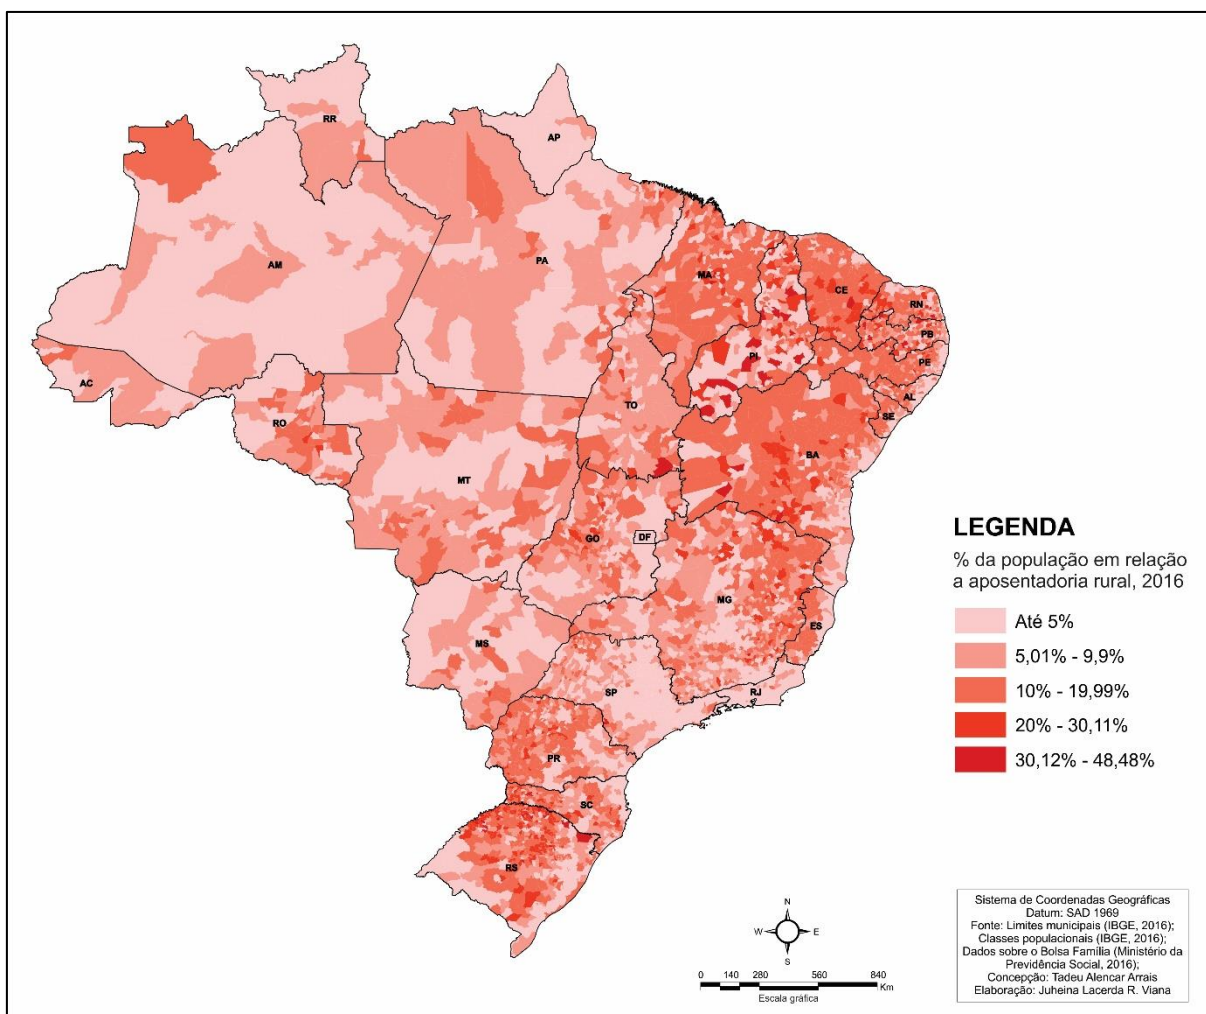 RR
AP
AM
PA
MA
CE
RN
PB
PE
PI
AL
SE
AC
RO
TO
BA
MT
GO
DF
MG
ES
MS
SP
RJ
PR
SC
RS
LEGENDA
% da população em relação
a aposentadoria rural, 2016
Até 5%
5,01% - 9,9%
10% - 19,99%
20% - 30,11%
30,12% - 48,48%
N
W
E
S
0 140 280 560 840
Km
Escala gráfica
Sistema de Coordenadas Geográficas
Datum: SAD 1969
Fonte: Limites municipais (IBGE, 2016);
Classes populacionais (IBGE, 2016);
Dados sobre o Bolsa Família (Ministério da
Previdência Social, 2016);
Concepção: Tadeu Alencar Arrais
Elaboração: Juheina Lacerda R. Viana